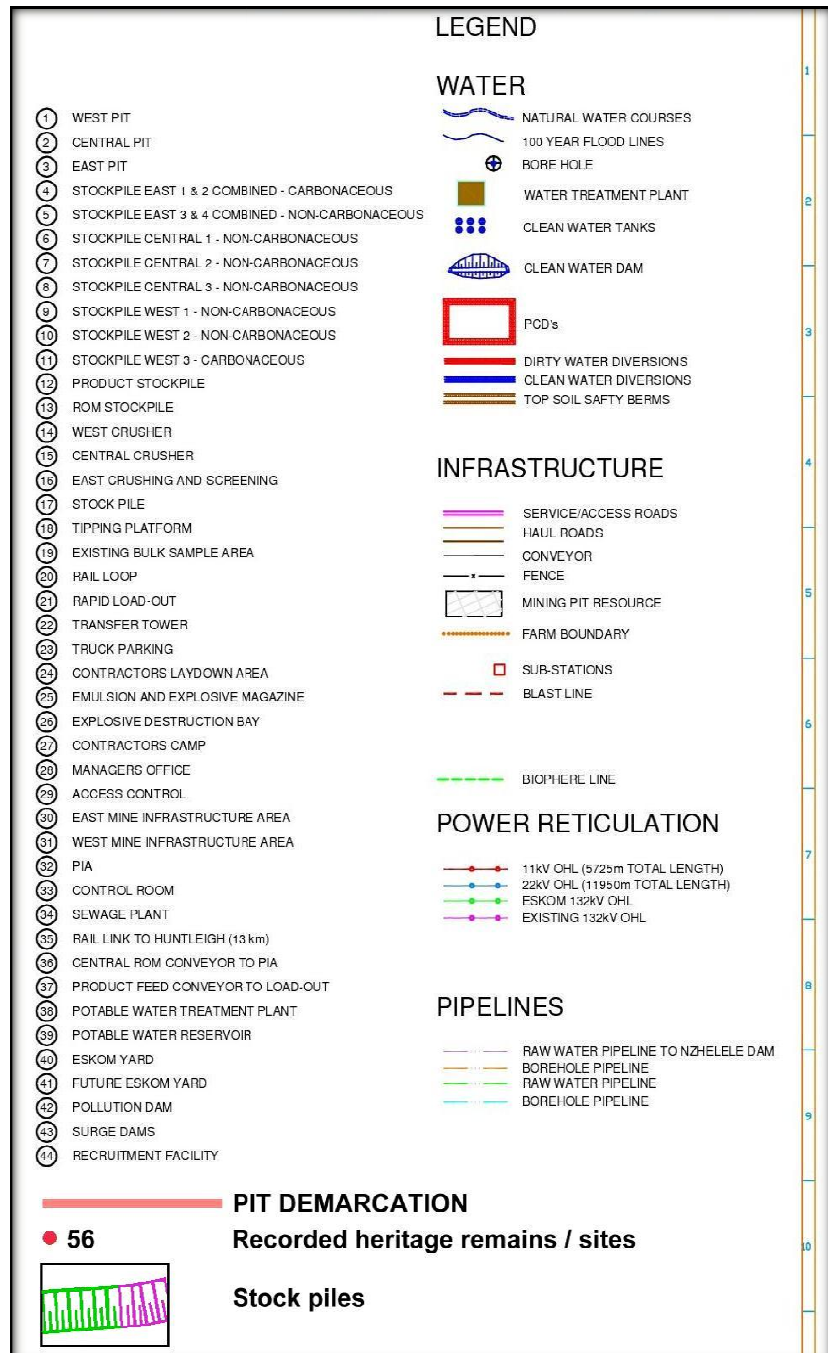 LEGEND
1 WEST PIT
2 CENTRAL PIT
3 EAST PIT
4 STOCKPILE EAST 1 & 2 COMBINED - CARBONACEOUS
5 STOCKPILE EAST 3 & 4 COMBINED - NON-CARBONACEOUS
6 STOCKPILE CENTRAL 1 - NON-CARBONACEOUS
7 STOCKPILE CENTRAL 2 - NON-CARBONACEOUS
8 STOCKPILE CENTRAL 3 - NON-CARBONACEOUS
9 STOCKPILE WEST 1 - NON-CARBONACEOUS
10 STOCKPILE WEST 2 - NON-CARBONACEOUS
11 STOCKPILE WEST 3 - CARBONACEOUS
12 PRODUCT STOCKPILE
13 ROM STOCKPILE
14 WEST CRUSHER
15 CENTRAL CRUSHER
16 EAST CRUSHING AND SCREENING
17 STOCK PILE
18 TIPPING PLATFORM
19 EXISTING BULK SAMPLE AREA
20 RAIL LOOP
21 RAPID LOAD-OUT
22 TRANSFER TOWER
23 TRUCK PARKING
24 CONTRACTORS LAYDOWN AREA
25 EMULSION AND EXPLOSIVE MAGAZINE
26 EXPLOSIVE DESTRUCTION BAY
27 CONTRACTORS CAMP
28 MANAGERS OFFICE
29 ACCESS CONTROL
30 EAST MINE INFRASTRUCTURE AREA
31 WEST MINE INFRASTRUCTURE AREA
32 PIA
33 CONTROL ROOM
34 SEWAGE PLANT
35 RAIL LINK TO HUNTLEIGH (13 km)
36 CENTRAL ROM CONVEYOR TO PIA
37 PRODUCT FEED CONVEYOR TO LOAD-OUT
38 POTABLE WATER TREATMENT PLANT
39 POTABLE WATER RESERVOIR
40 ESKOM YARD
41 FUTURE ESKOM YARD
42 POLLUTION DAM
43 SURGE DAMS
44 RECRUITMENT FACILITY
WATER
NATURAL WATER COURSES
100 YEAR FLOOD LINES
BORE HOLE
WATER TREATMENT PLANT
CLEAN WATER TANKS
CLEAN WATER DAM
PCD's
DIRTY WATER DIVERSIONS
CLEAN WATER DIVERSIONS
TOP SOIL SAFTY BERMS
INFRASTRUCTURE
SERVICE/ACCESS ROADS
HAUL ROADS
CONVEYOR
FENCE
MINING PIT RESOURCE
FARM BOUNDARY
SUB-STATIONS
BLAST LINE
BIOPHERE LINE
POWER RETICULATION
11kV OHL (5725m TOTAL LENGTH)
22kV OHL (11950m TOTAL LENGTH)
ESKOM 132kV OHL
EXISTING 132kV OHL
PIPELINES
RAW WATER PIPELINE TO NZHELELE DAM
BOREHOLE PIPELINE
RAW WATER PIPELINE
BOREHOLE PIPELINE
PIT DEMARCATION
56 Recorded heritage remains / sites
Stock piles
1
2
3
4
5
6
7
8
9
10